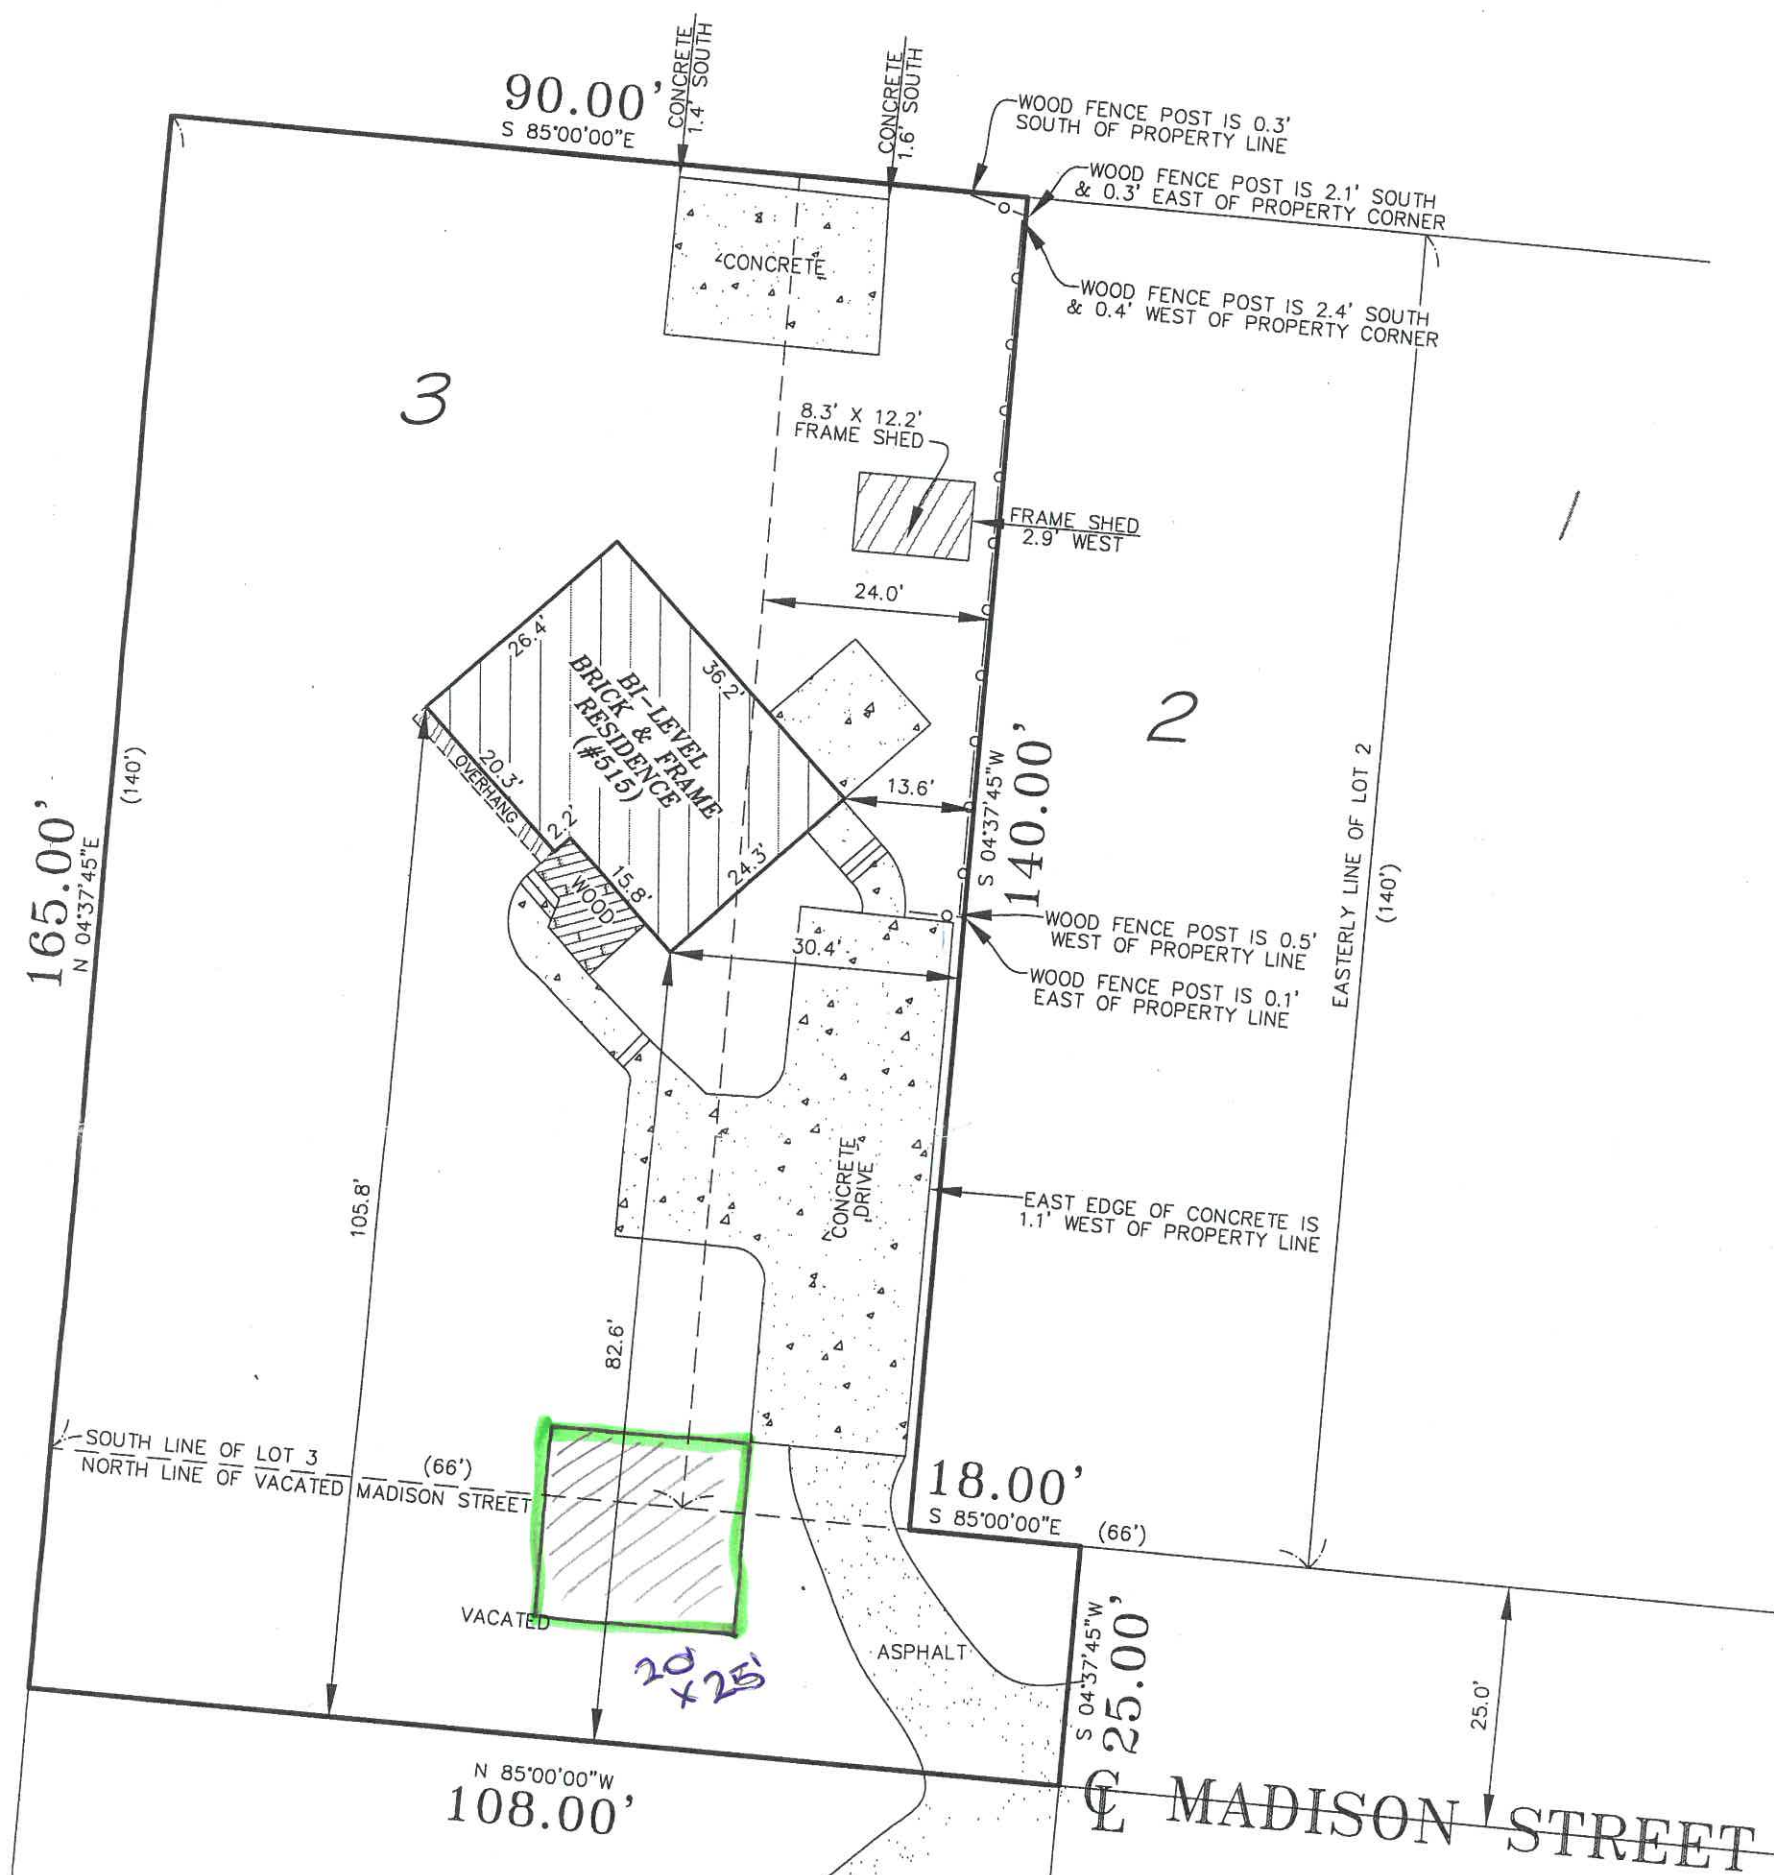 CONCRETE
1.4' SOUTH
CONCRETE
1.6' SOUTH
90.00'
S 85°00'00"E
WOOD FENCE POST IS 0.3'
SOUTH OF PROPERTY LINE
WOOD FENCE POST IS 2.1' SOUTH
& 0.3' EAST OF PROPERTY CORNER
CONCRETE
WOOD FENCE POST IS 2.4' SOUTH
& 0.4' WEST OF PROPERTY CORNER
3
8.3' X 12.2'
FRAME SHED
FRAME SHED
2.9' WEST
1
24.0'
26.4'
36.2'
BI-LEVEL
BRICK & FRAME
RESIDENCE
(#515)
2
20.3'
OVERHANG
2.2'
15.8'
WOOD
24.3'
13.6'
S 04°37'45"W
140.00'
(140')
165.00'
N 04°37'45"E
EASTERLY LINE OF LOT 2
(140')
30.4'
WOOD FENCE POST IS 0.5'
WEST OF PROPERTY LINE
WOOD FENCE POST IS 0.1'
EAST OF PROPERTY LINE
CONCRETE
DRIVE
105.8'
EAST EDGE OF CONCRETE IS
1.1' WEST OF PROPERTY LINE
82.6'
SOUTH LINE OF LOT 3
(66')
NORTH LINE OF VACATED MADISON STREET
18.00'
S 85°00'00"E
(66')
VACATED
20'
x 25'
ASPHALT
S 04°37'45"W
25.00'
25.0'
N 85°00'00"W
108.00'
℄ MADISON STREET